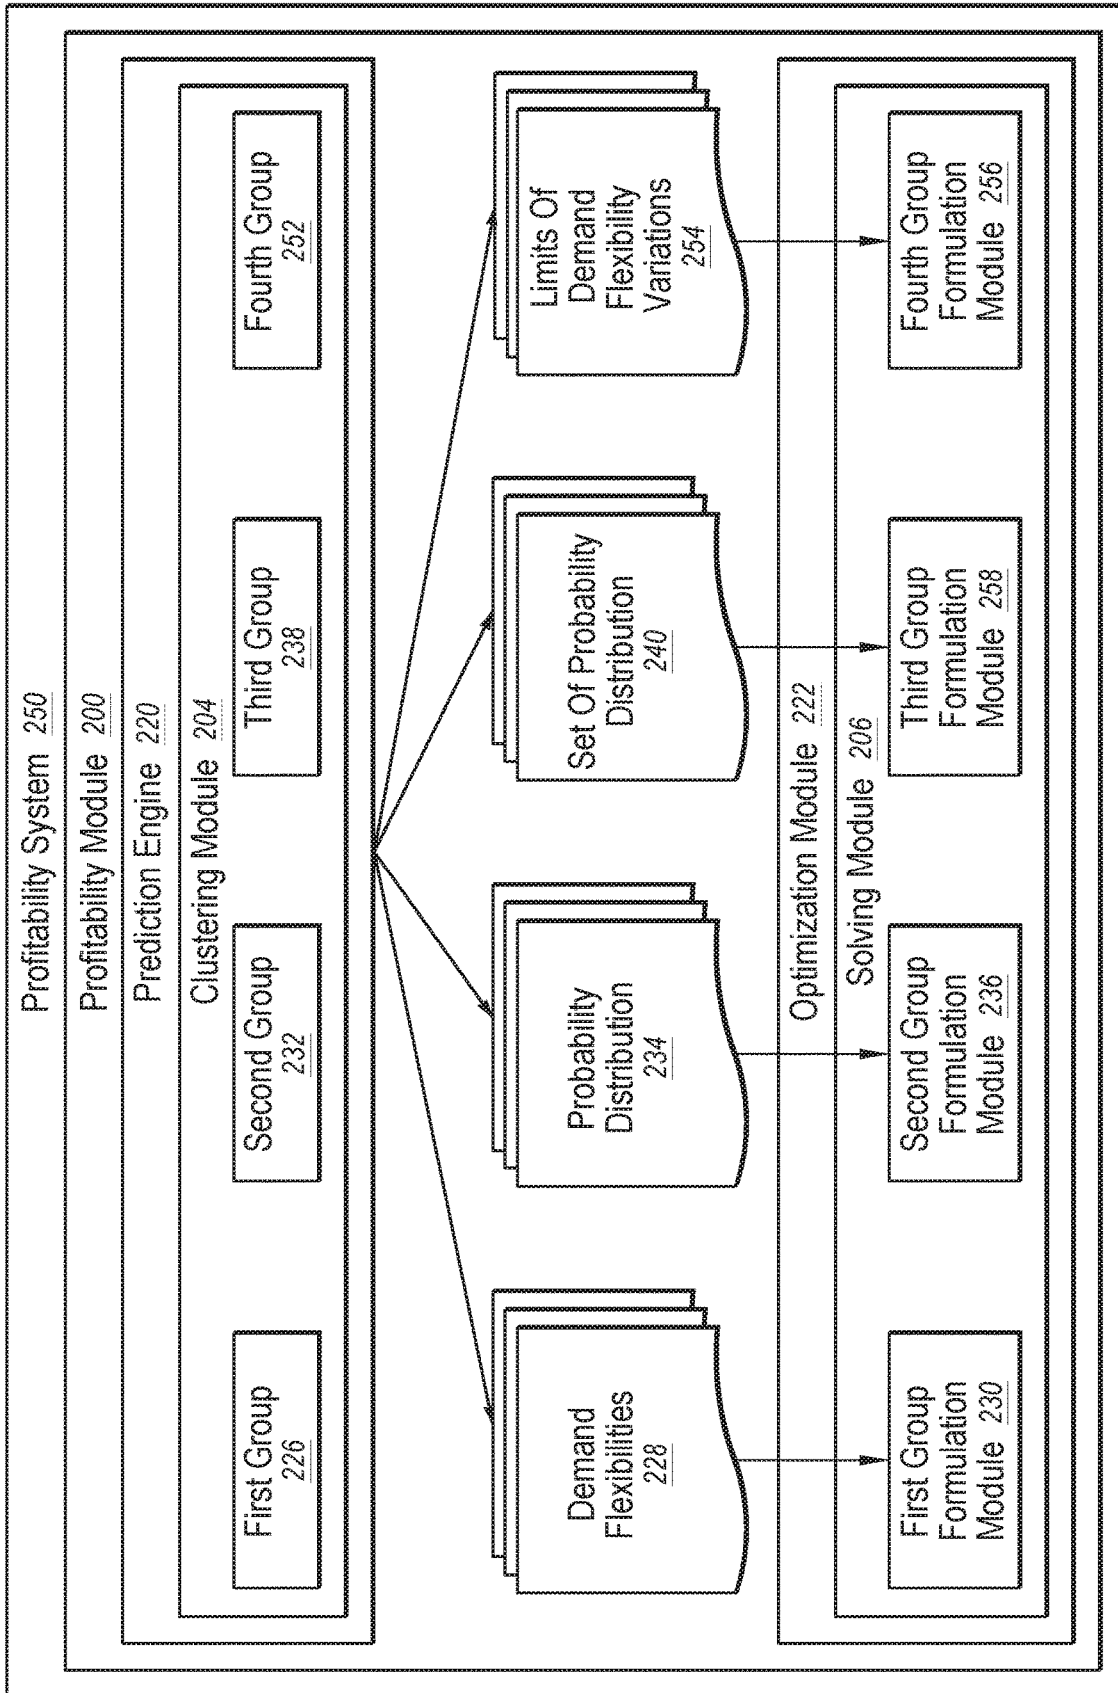 Profitability System 250
Profitability Module 200
Prediction Engine 220
Clustering Module 204
First Group
226
Second Group
232
Third Group
238
Fourth Group
252
Demand
Flexibilities
228
Probability
Distribution
234
Set Of Probability
Distribution
240
Limits Of
Demand
Flexibility
Variations
254
Optimization Module 222
Solving Module 206
First Group
Formulation
Module 230
Second Group
Formulation
Module 236
Third Group
Formulation
Module 258
Fourth Group
Formulation
Module 256